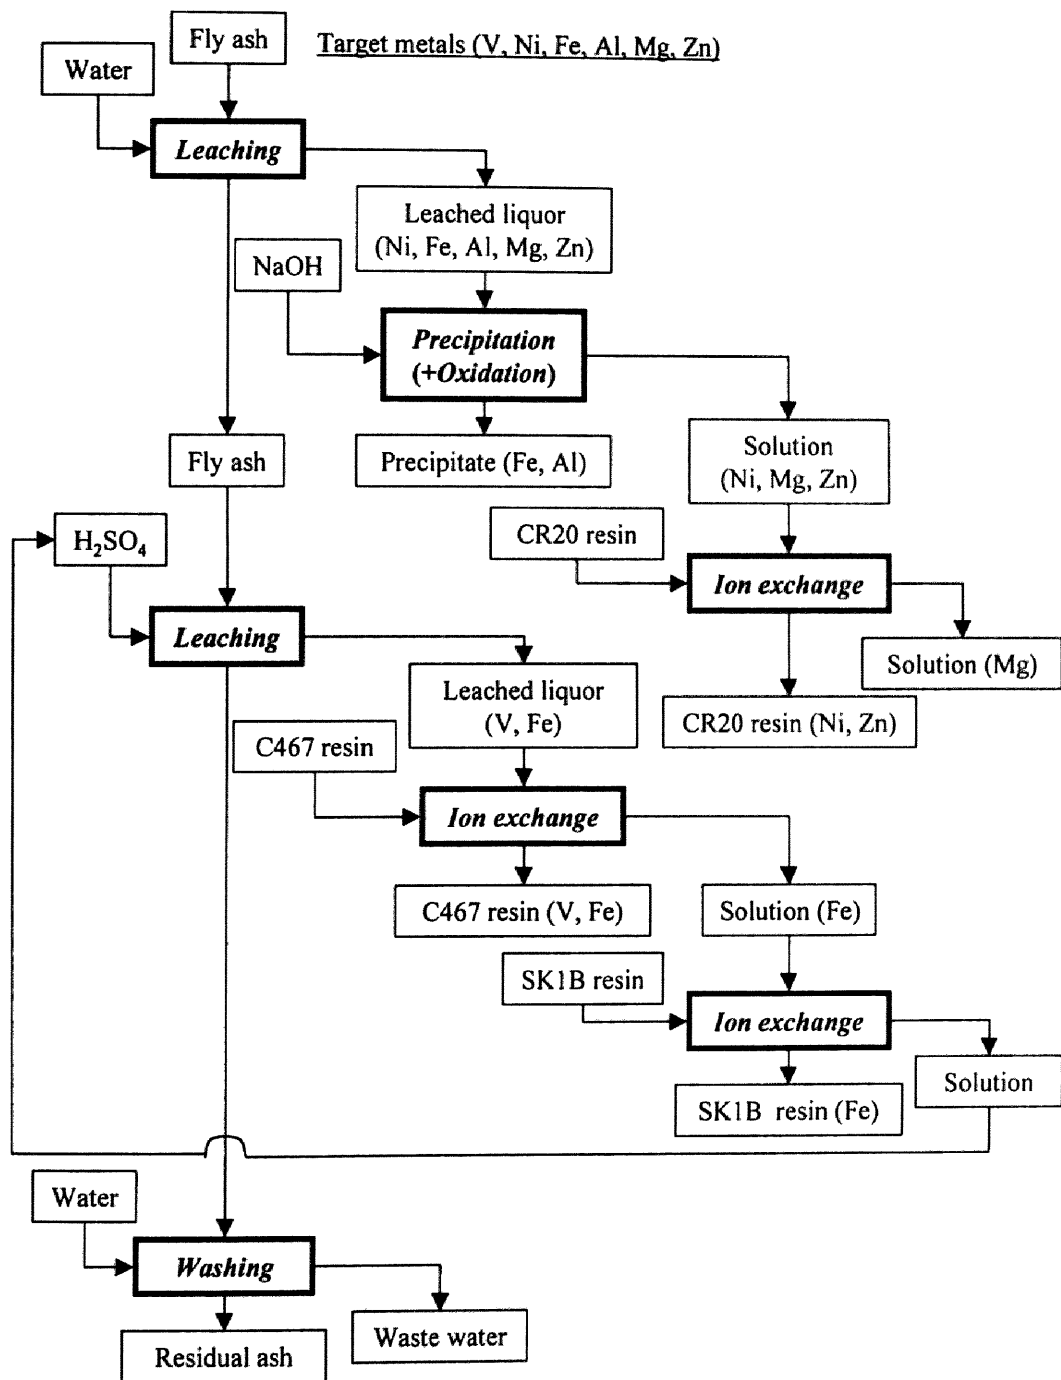 Fly ash
Target metals (V, Ni, Fe, Al, Mg, Zn)
Water
Leaching
Leached liquor
(Ni, Fe, Al, Mg, Zn)
NaOH
Precipitation
(+Oxidation)
Fly ash
Precipitate (Fe, Al)
Solution
(Ni, Mg, Zn)
H₂SO₄
CR20 resin
Ion exchange
Leaching
Solution (Mg)
Leached liquor
(V, Fe)
CR20 resin (Ni, Zn)
C467 resin
Ion exchange
C467 resin (V, Fe)
Solution (Fe)
SK1B resin
Ion exchange
Solution
SK1B resin (Fe)
Water
Washing
Waste water
Residual ash